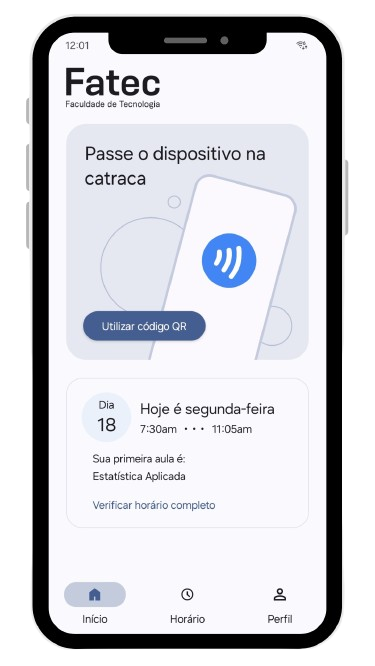 12:01
Fatec
Faculdade de Tecnologia
Passe o dispositivo na
catraca
Utilizar código QR
Dia
18
Hoje é segunda-feira
7:30am • • • 11:05am
Sua primeira aula é:
Estatística Aplicada
Verificar horário completo
Início
Horário
Perfil